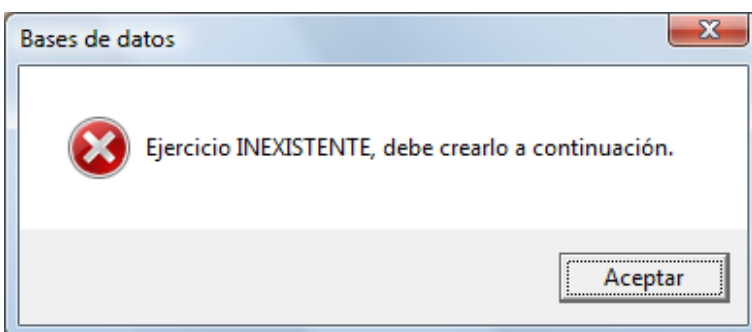 Bases de datos
Ejercicio INEXISTENTE, debe crearlo a continuación.
Aceptar